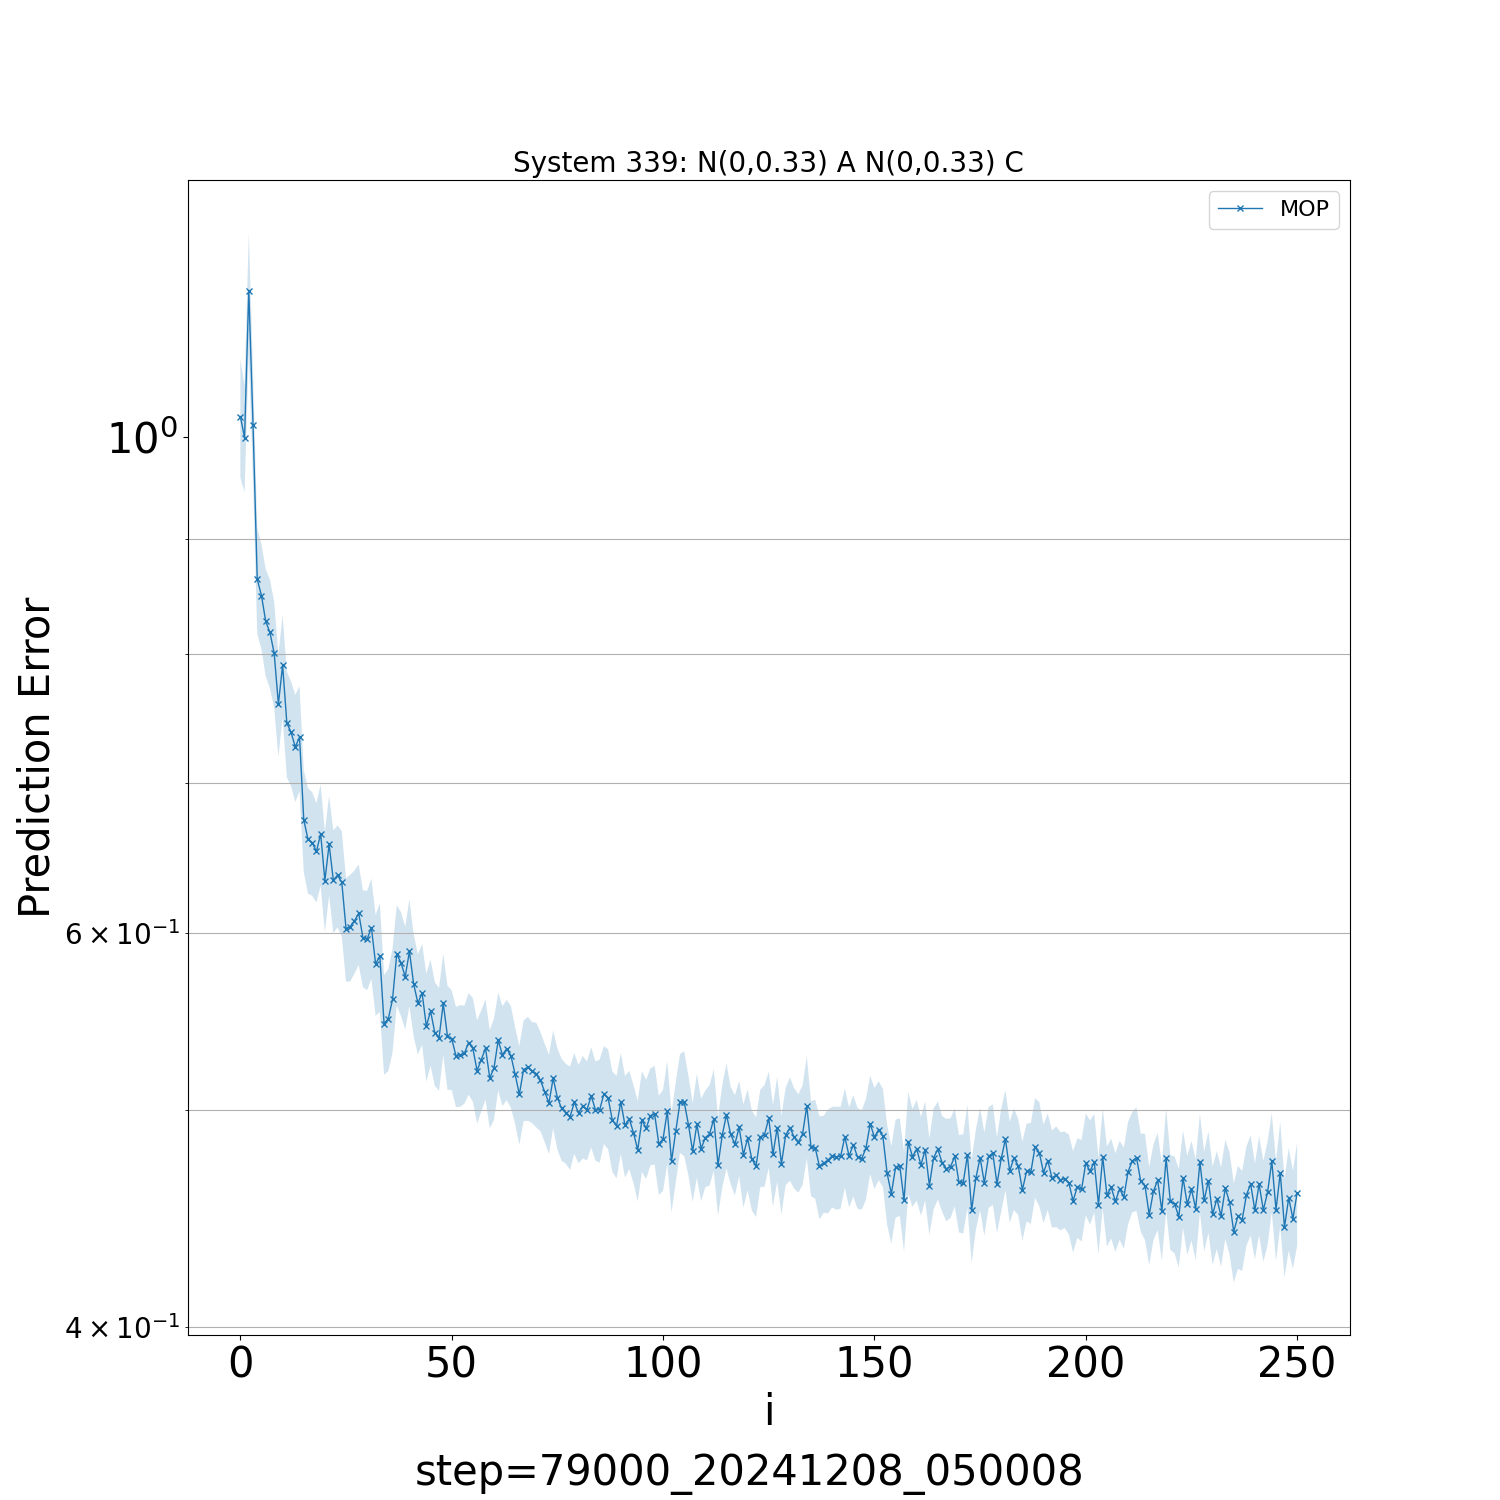 System 339: N(0,0.33) A N(0,0.33) C
MOP
10⁰
6 × 10⁻¹
4 × 10⁻¹
Prediction Error
0 50 100 150 200 250
i
step=79000_20241208_050008